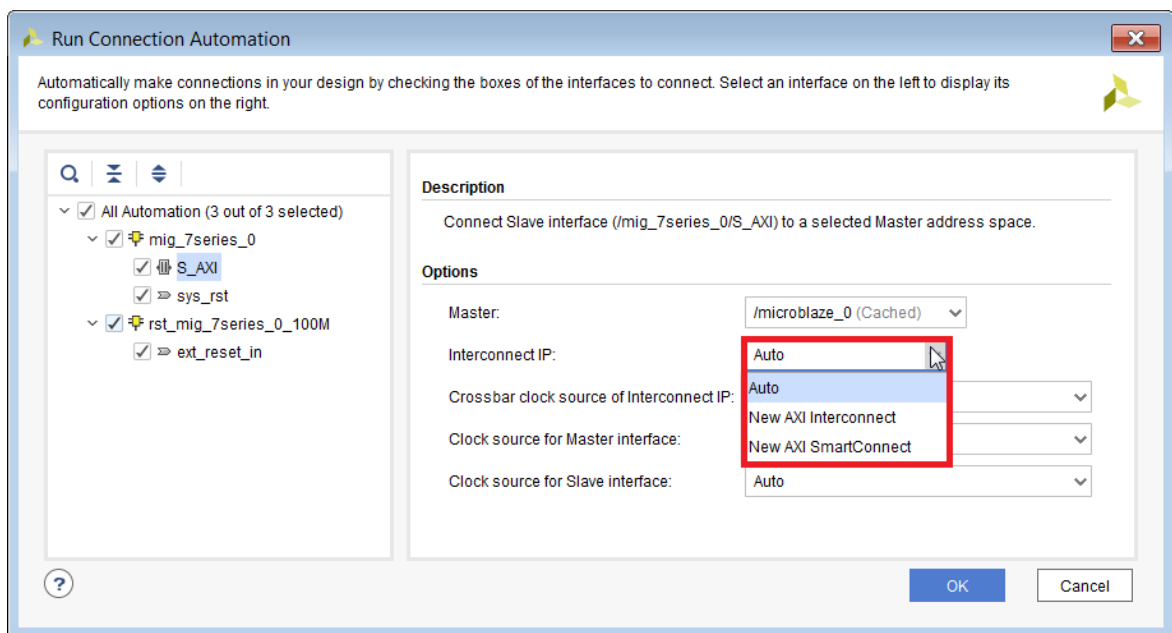 Run Connection Automation
Automatically make connections in your design by checking the boxes of the interfaces to connect. Select an interface on the left to display its
configuration options on the right.
All Automation (3 out of 3 selected)
mig_7series_0
S_AXI
sys_rst
rst_mig_7series_0_100M
ext_reset_in
Description
Connect Slave interface (/mig_7series_0/S_AXI) to a selected Master address space.
Options
Master: /microblaze_0 (Cached)
Interconnect IP: Auto
Auto
Crossbar clock source of Interconnect IP:
New AXI Interconnect
Clock source for Master interface:
New AXI SmartConnect
Clock source for Slave interface: Auto
?
OK Cancel